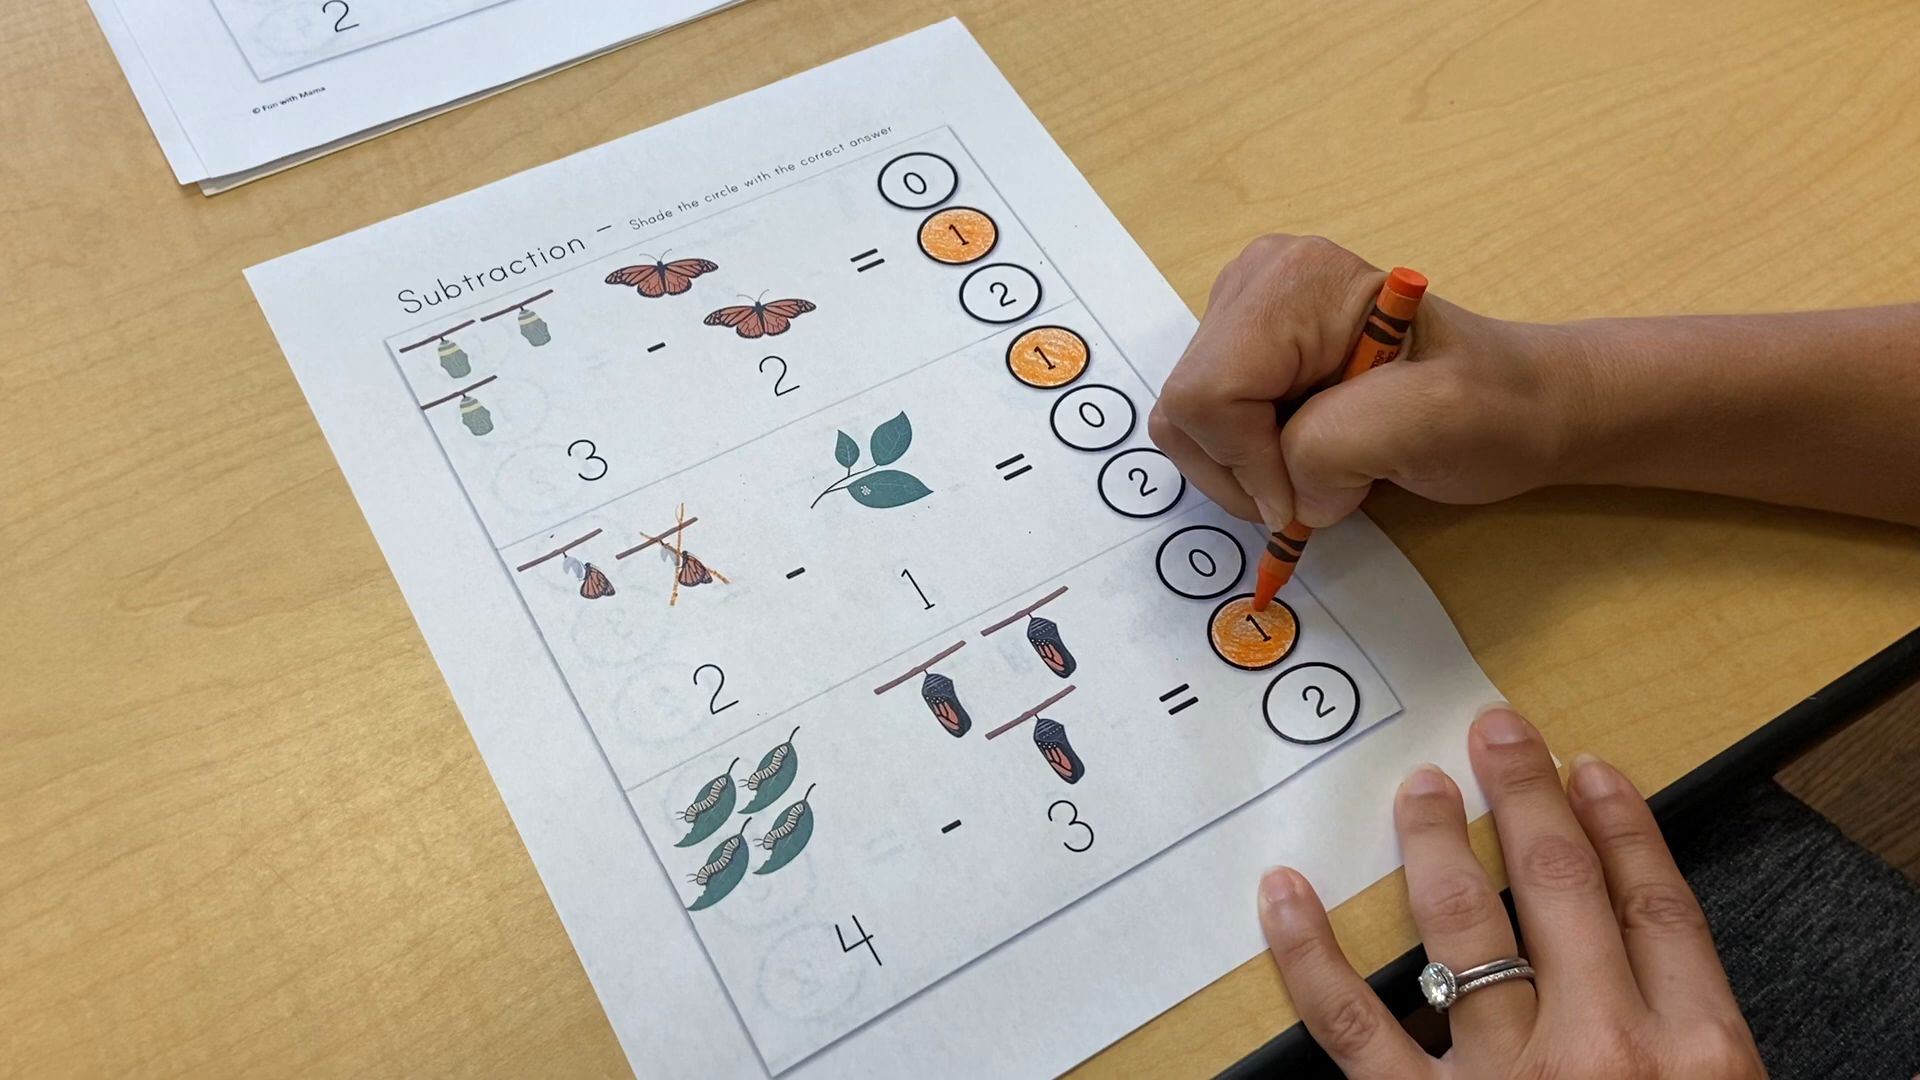 2
© Fun with Mama
Subtraction - Shade the circle with the correct answer
3 - 2 = 0 1 2
2 - 1 = 1 0 2
4 - 3 = 0 1 2